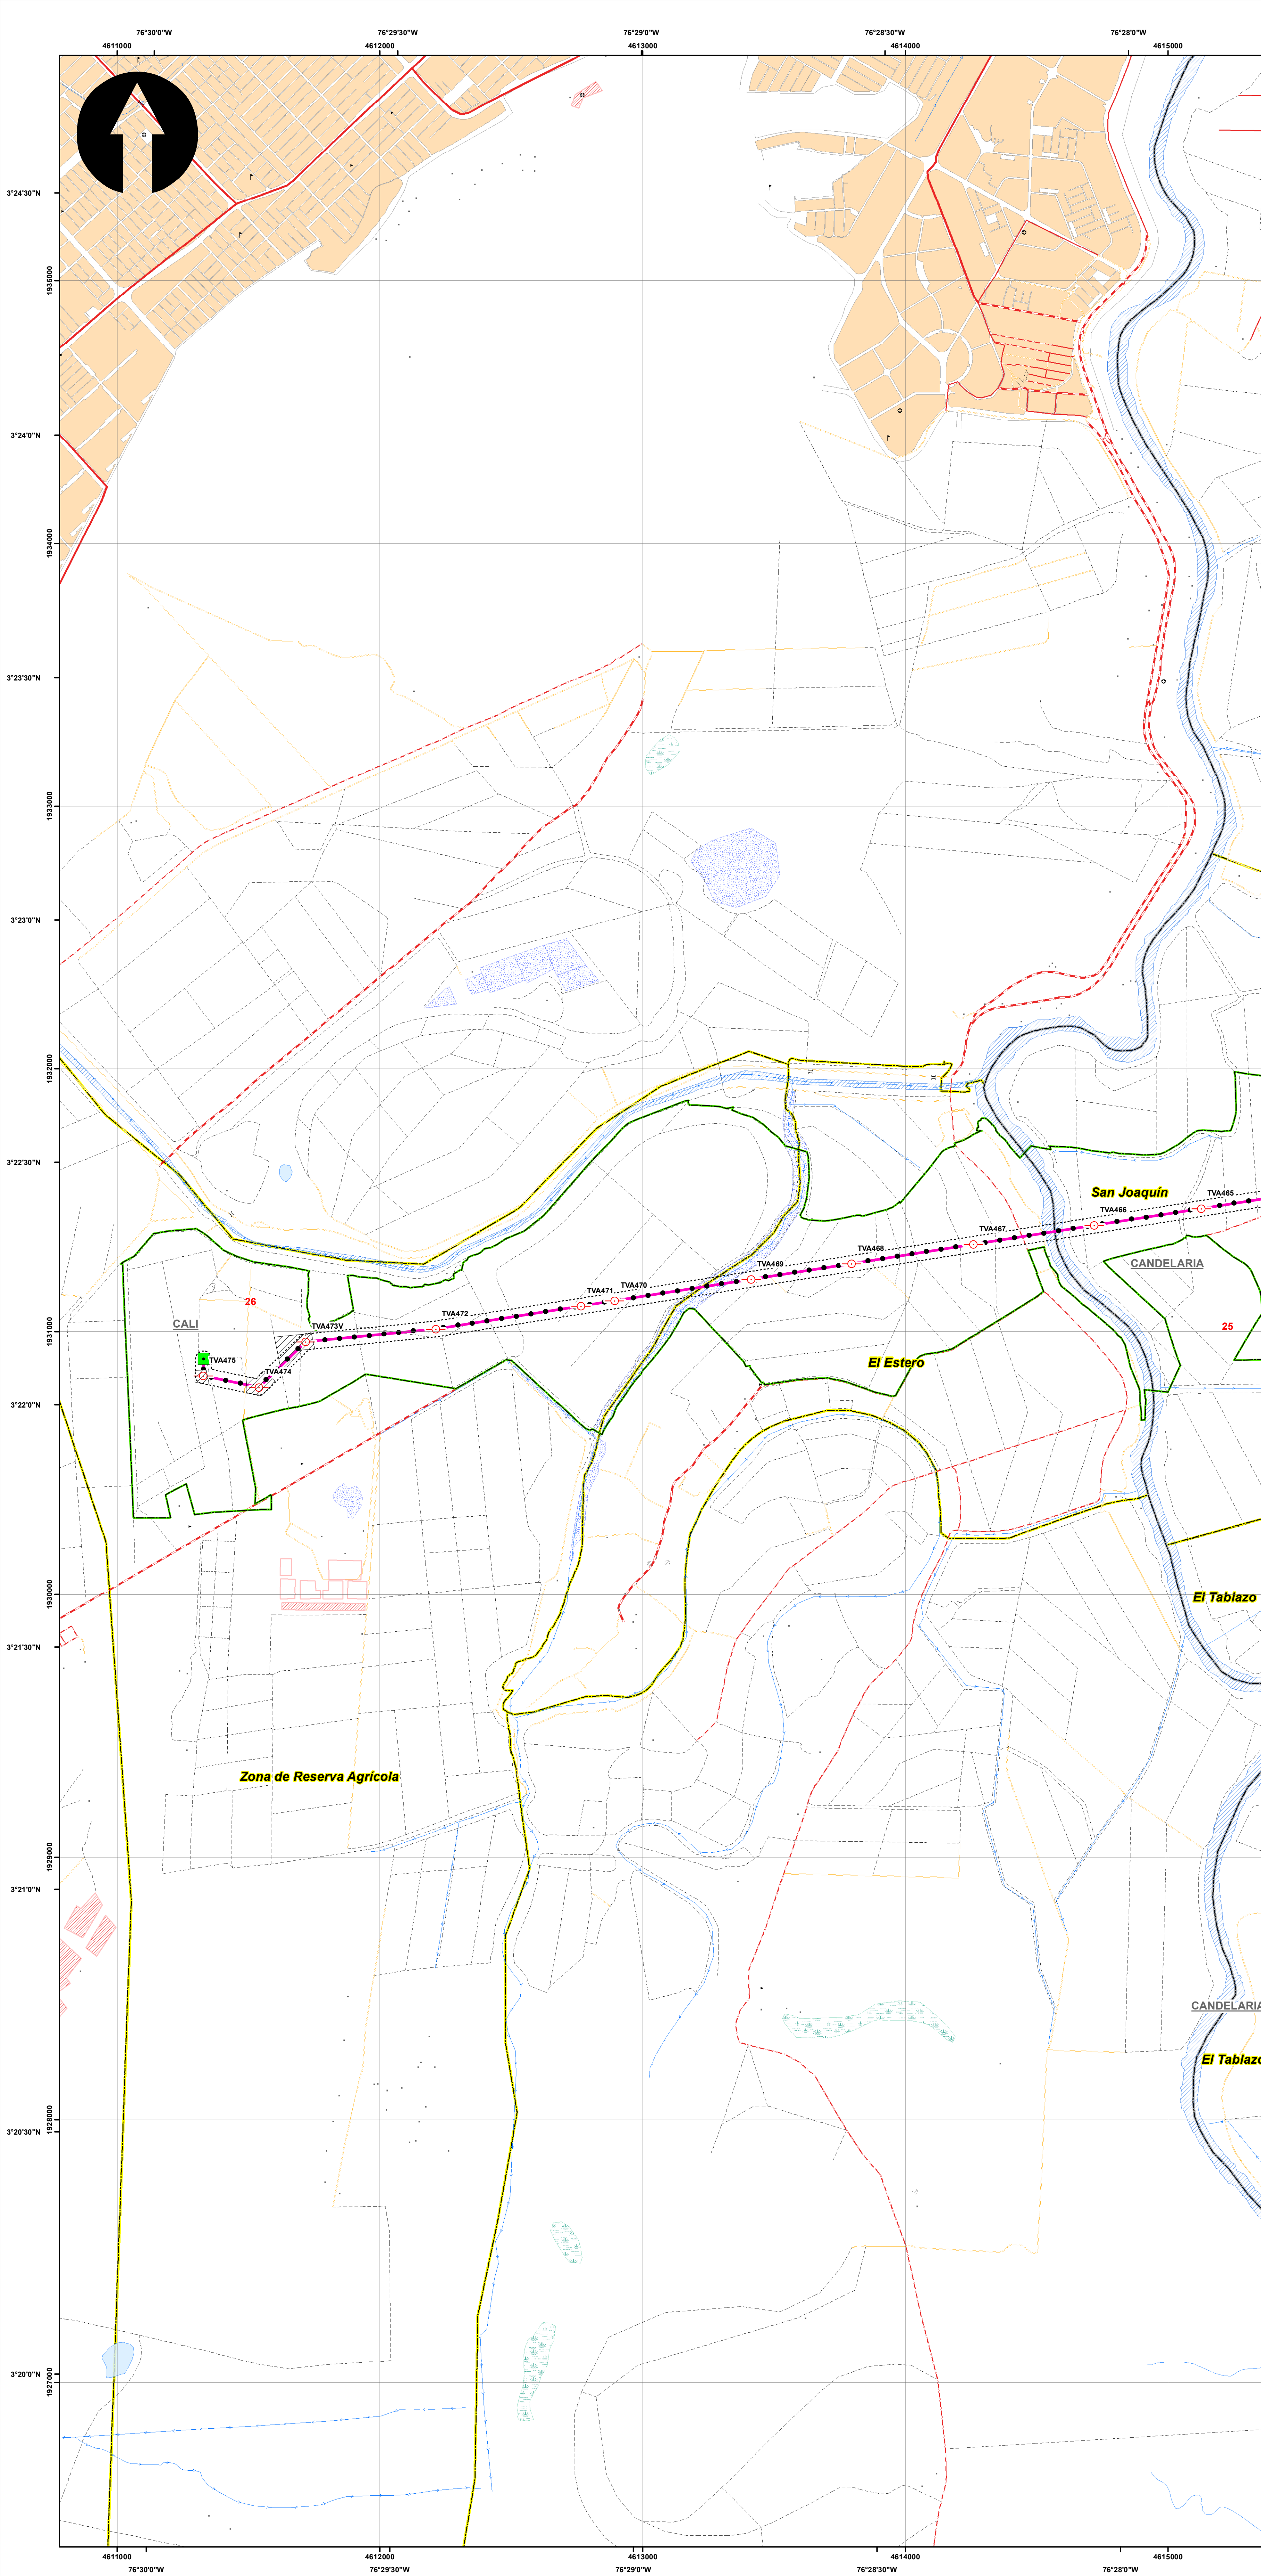 76°30'0"W 76°29'30"W 76°29'0"W 76°28'30"W 76°28'0"W
4611000 4612000 4613000 4614000 4615000
3°24'30"N
1935000
3°24'0"N
1934000
3°23'30"N
1933000
3°23'0"N
1932000
3°22'30"N
San Joaquín
TVA465
TVA466
TVA467
TVA468
TVA469
TVA470
TVA471
TVA472
TVA473V
TVA474
TVA475
CANDELARIA
26
CALI
25
1931000
El Estero
3°22'0"N
1930000
El Tablazo
3°21'30"N
Zona de Reserva Agrícola
1929000
3°21'0"N
CANDELARIA
El Tablazo
1928000
3°20'30"N
3°20'0"N
1927000
4611000 4612000 4613000 4614000 4615000
76°30'0"W 76°29'30"W 76°29'0"W 76°28'30"W 76°28'0"W